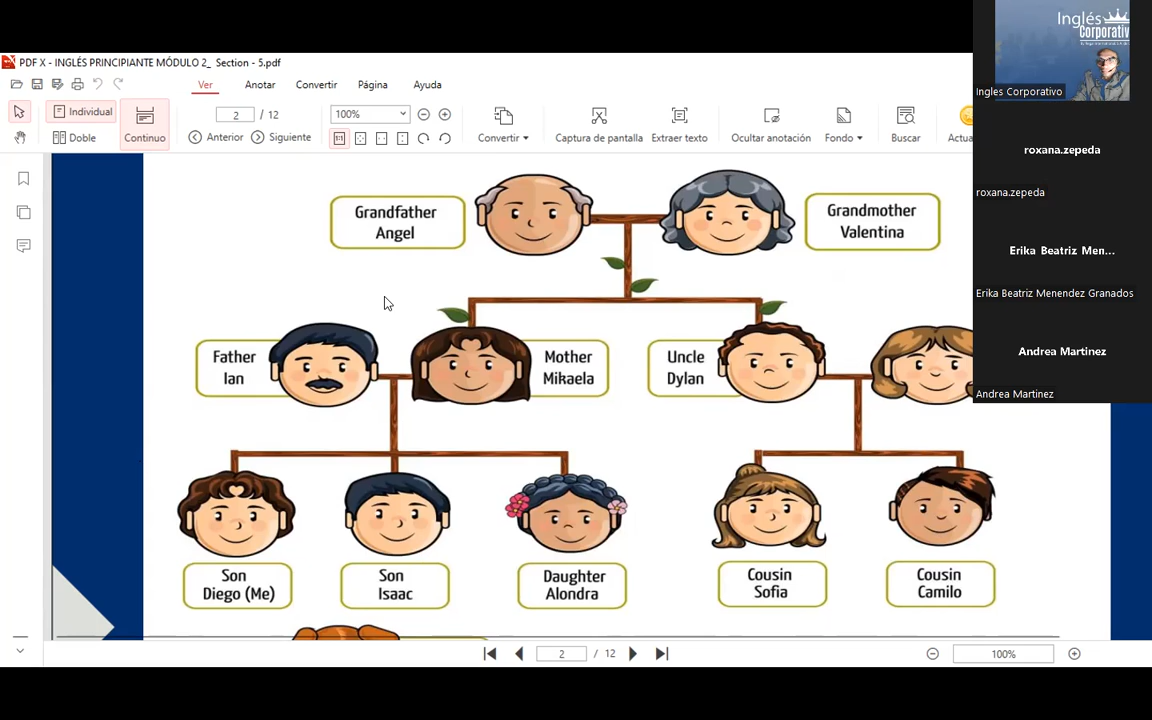 PDF X - INGLÉS PRINCIPIANTE MÓDULO 2_ Section - 5.pdf
Ver
Anotar
Convertir
Página
Ayuda
Individual
Doble
Continuo
2 / 12
Anterior
Siguiente
100%
Convertir
Captura de pantalla
Extraer texto
Ocultar anotación
Fondo
Buscar
Inglés
Ingles Corporativo
roxana.zepeda
roxana.zepeda
Erika Beatriz Men...
Erika Beatriz Menendez Granados
Andrea Martinez
Andrea Martinez
Grandfather
Angel
Grandmother
Valentina
Father
Ian
Mother
Mikaela
Uncle
Dylan
Son
Diego (Me)
Son
Isaac
Daughter
Alondra
Cousin
Sofia
Cousin
Camilo
2 / 12
100%